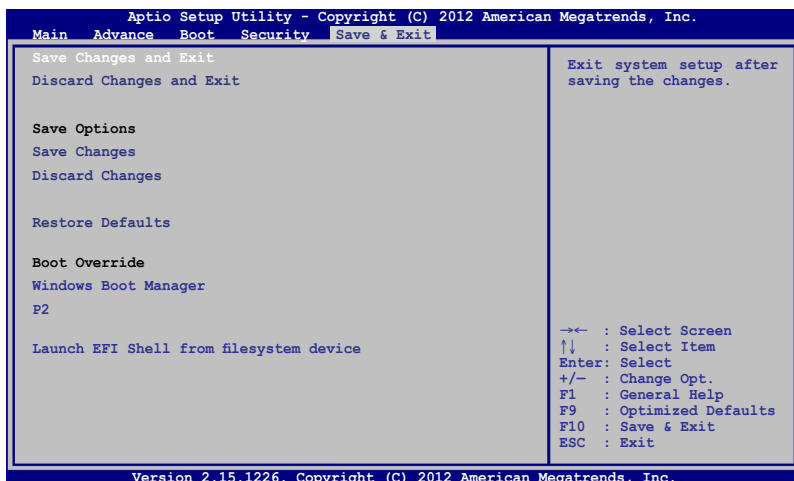 Aptio Setup Utility - Copyright (C) 2012 American Megatrends, Inc.
Main Advance Boot Security Save & Exit
Save Changes and Exit
Discard Changes and Exit
Save Options
Save Changes
Discard Changes
Restore Defaults
Boot Override
Windows Boot Manager
P2
Launch EFI Shell from filesystem device
Exit system setup after
saving the changes.
→← : Select Screen
↑↓ : Select Item
Enter: Select
+/— : Change Opt.
F1 : General Help
F9 : Optimized Defaults
F10 : Save & Exit
ESC : Exit
Version 2.15.1226. Copyright (C) 2012 American Megatrends, Inc.